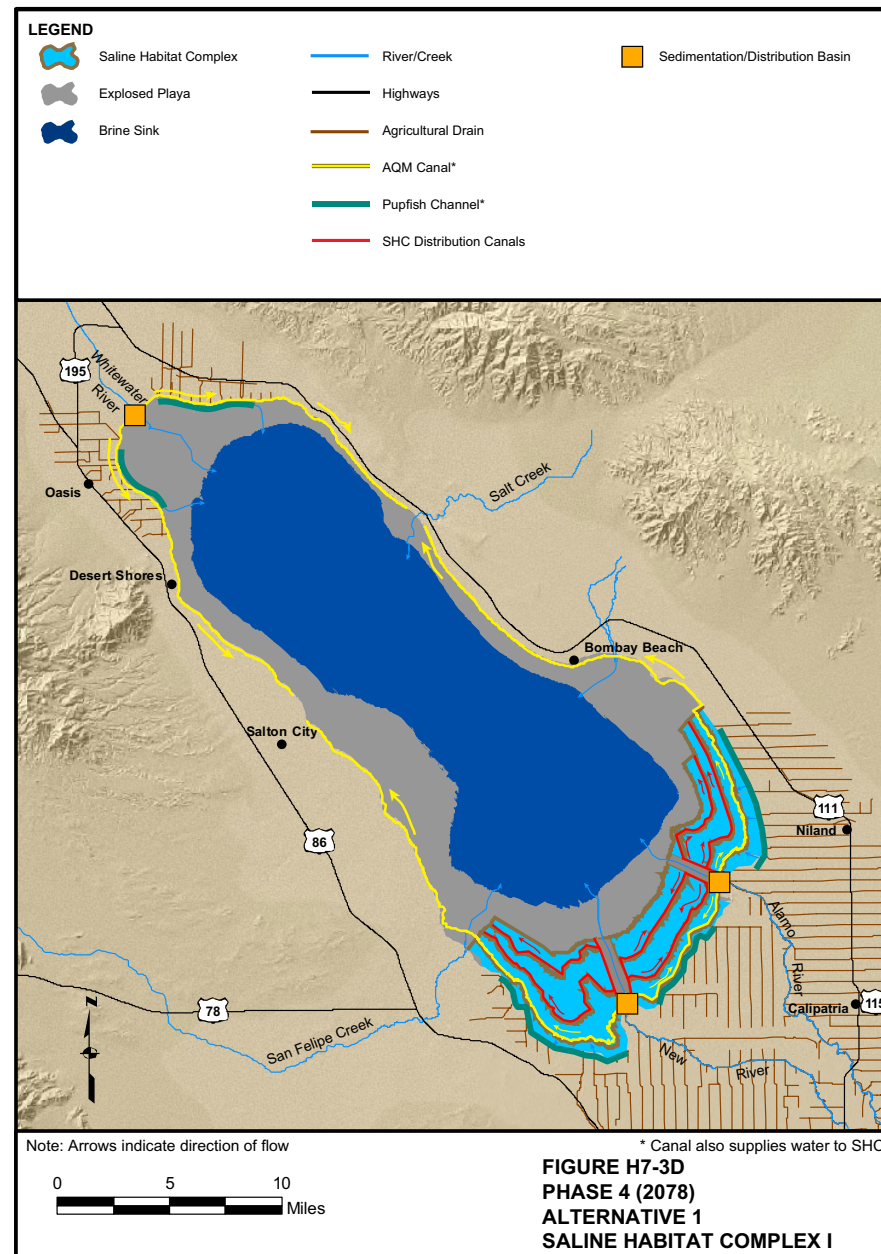 LEGEND
Saline Habitat Complex
Explosed Playa
Brine Sink
River/Creek
Highways
Agricultural Drain
AQM Canal*
Pupfish Channel*
SHC Distribution Canals
Sedimentation/Distribution Basin
195
Whitewater
River
Oasis
Salt Creek
Desert Shores
Bombay Beach
Salton City
86
111
Niland
Alamo
River
78
San Felipe Creek
Calipatria
115
New
River
N
Note: Arrows indicate direction of flow
* Canal also supplies water to SHC
0 5 10
Miles
FIGURE H7-3D
PHASE 4 (2078)
ALTERNATIVE 1
SALINE HABITAT COMPLEX I